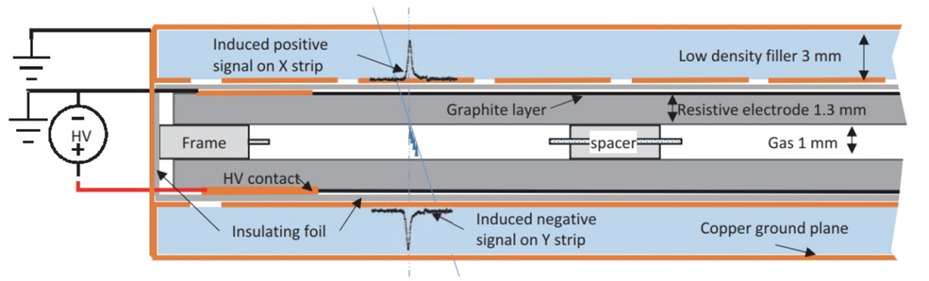 Induced positive
signal on X strip
Low density filler 3 mm
Graphite layer
Resistive electrode 1.3 mm
−
HV
+
Frame
spacer
Gas 1 mm
HV contact
Insulating foil
Induced negative
signal on Y strip
Copper ground plane